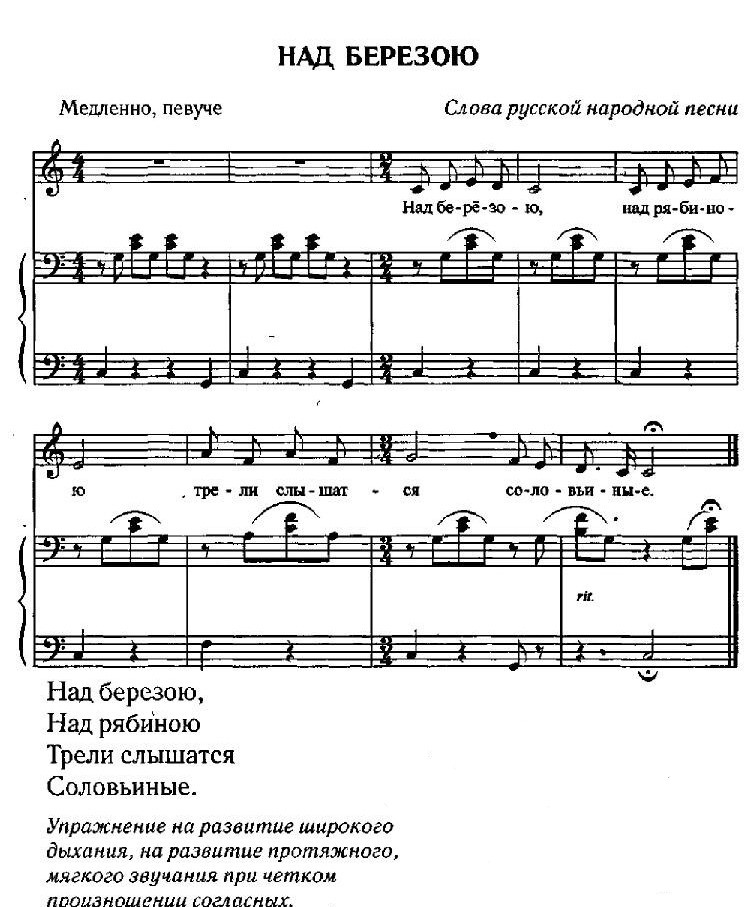 НАД БЕРЕЗОЮ
Медленно, певуче
Слова русской народной песни
Над бе-рё-зо - ю, над ря-би-но-
rit.
ю тре - ли слы - шат - ся со-ло-вьи-ны-е.
rit.
Над березою,
Над рябиною
Трели слышатся
Соловьиные.
Упражнение на развитие широкого
дыхания, на развитие протяжного,
мягкого звучания при четком
произношении согласных.